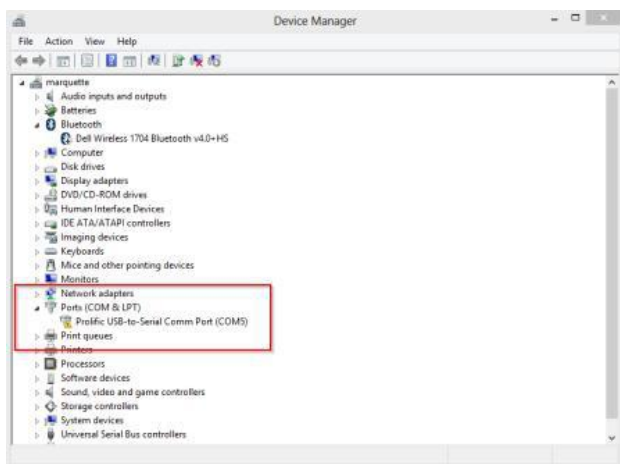 Device Manager
File Action View Help
marquette
Audio inputs and outputs
Batteries
Bluetooth
Dell Wireless 1704 Bluetooth v4.0+HS
Computer
Disk drives
Display adapters
DVD/CD-ROM drives
Human Interface Devices
IDE ATA/ATAPI controllers
Imaging devices
Keyboards
Mice and other pointing devices
Monitors
Network adapters
Ports (COM & LPT)
Prolific USB-to-Serial Comm Port (COM5)
Print queues
Printers
Processors
Software devices
Sound, video and game controllers
Storage controllers
System devices
Universal Serial Bus controllers